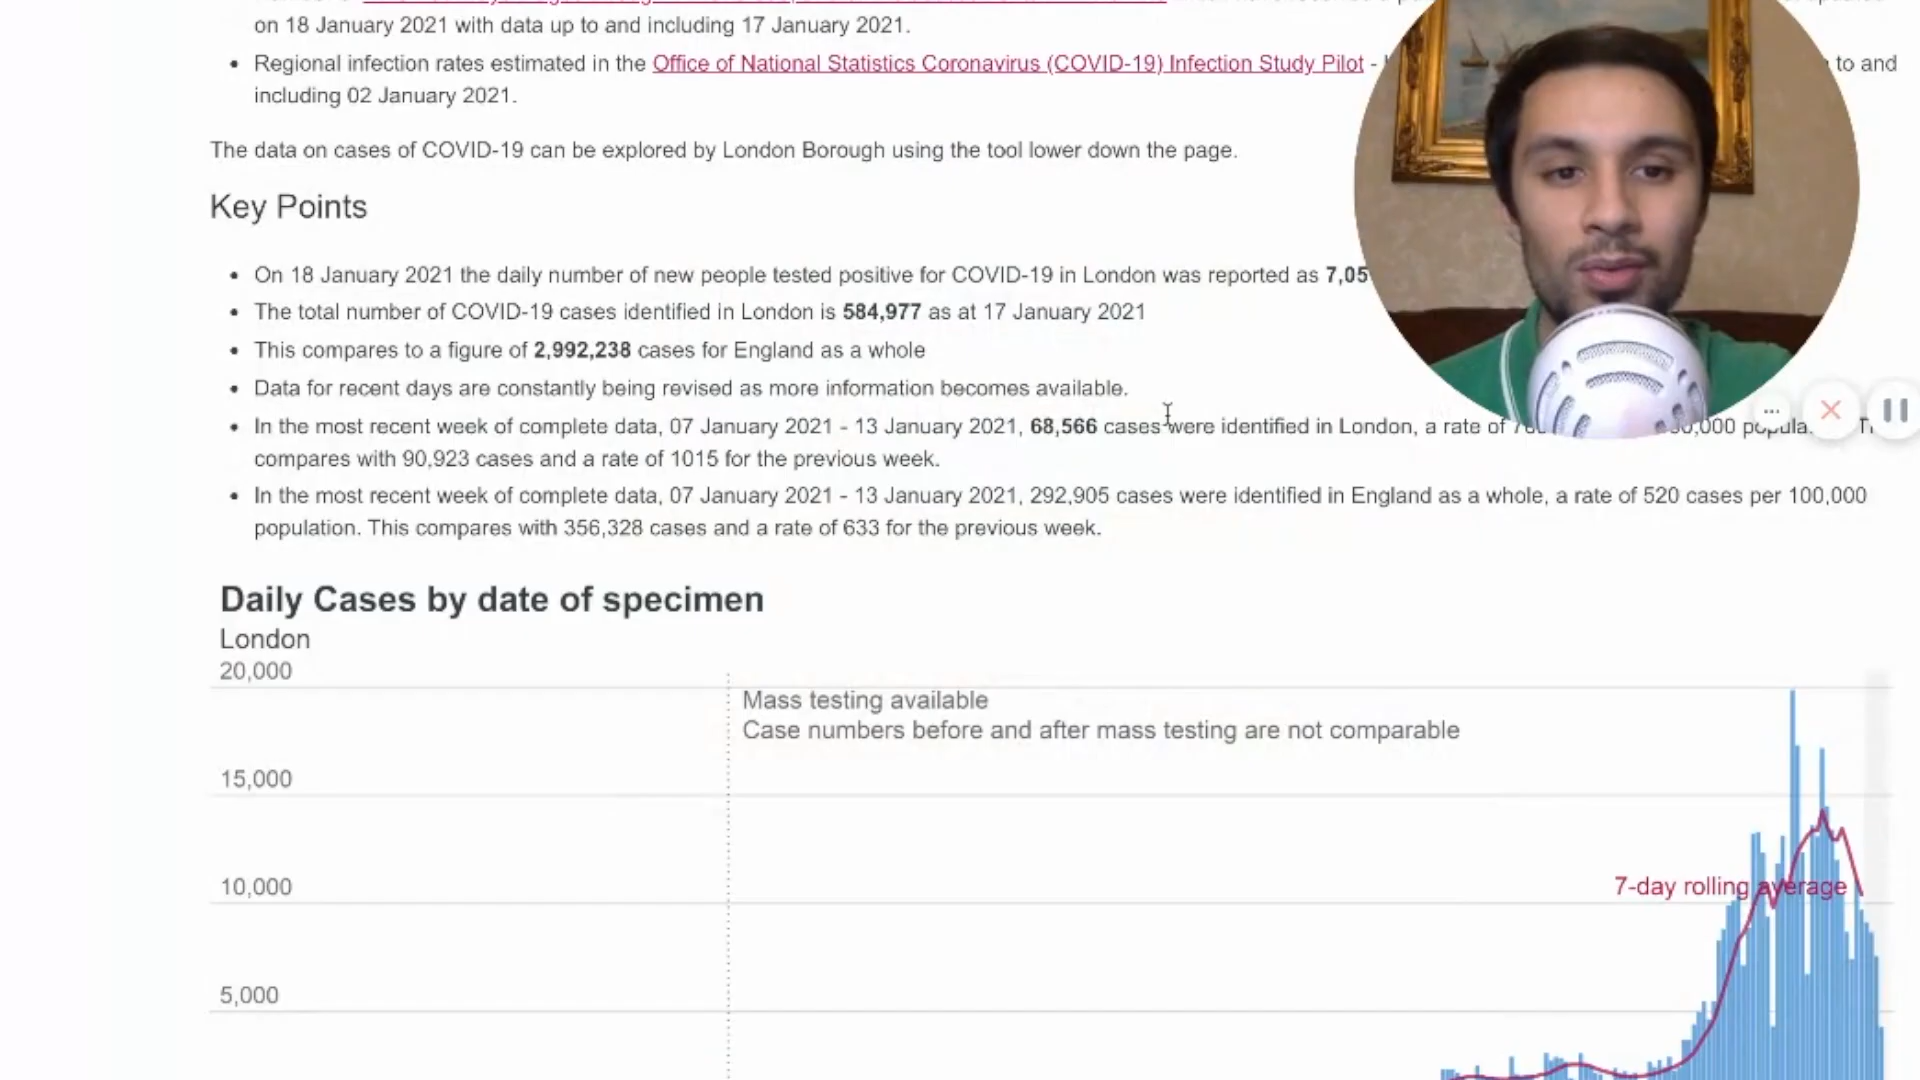 on 18 January 2021 with data up to and including 17 January 2021.
• Regional infection rates estimated in the Office of National Statistics Coronavirus (COVID-19) Infection Study Pilot - to and
including 02 January 2021.
The data on cases of COVID-19 can be explored by London Borough using the tool lower down the page.
Key Points
• On 18 January 2021 the daily number of new people tested positive for COVID-19 in London was reported as 7,05
• The total number of COVID-19 cases identified in London is 584,977 as at 17 January 2021
• This compares to a figure of 2,992,238 cases for England as a whole
• Data for recent days are constantly being revised as more information becomes available.
• In the most recent week of complete data, 07 January 2021 - 13 January 2021, 68,566 cases were identified in London, a rate of
compares with 90,923 cases and a rate of 1015 for the previous week.
• In the most recent week of complete data, 07 January 2021 - 13 January 2021, 292,905 cases were identified in England as a whole, a rate of 520 cases per 100,000
population. This compares with 356,328 cases and a rate of 633 for the previous week.
Daily Cases by date of specimen
London
20,000
Mass testing available
Case numbers before and after mass testing are not comparable
15,000
10,000
7-day rolling average
5,000